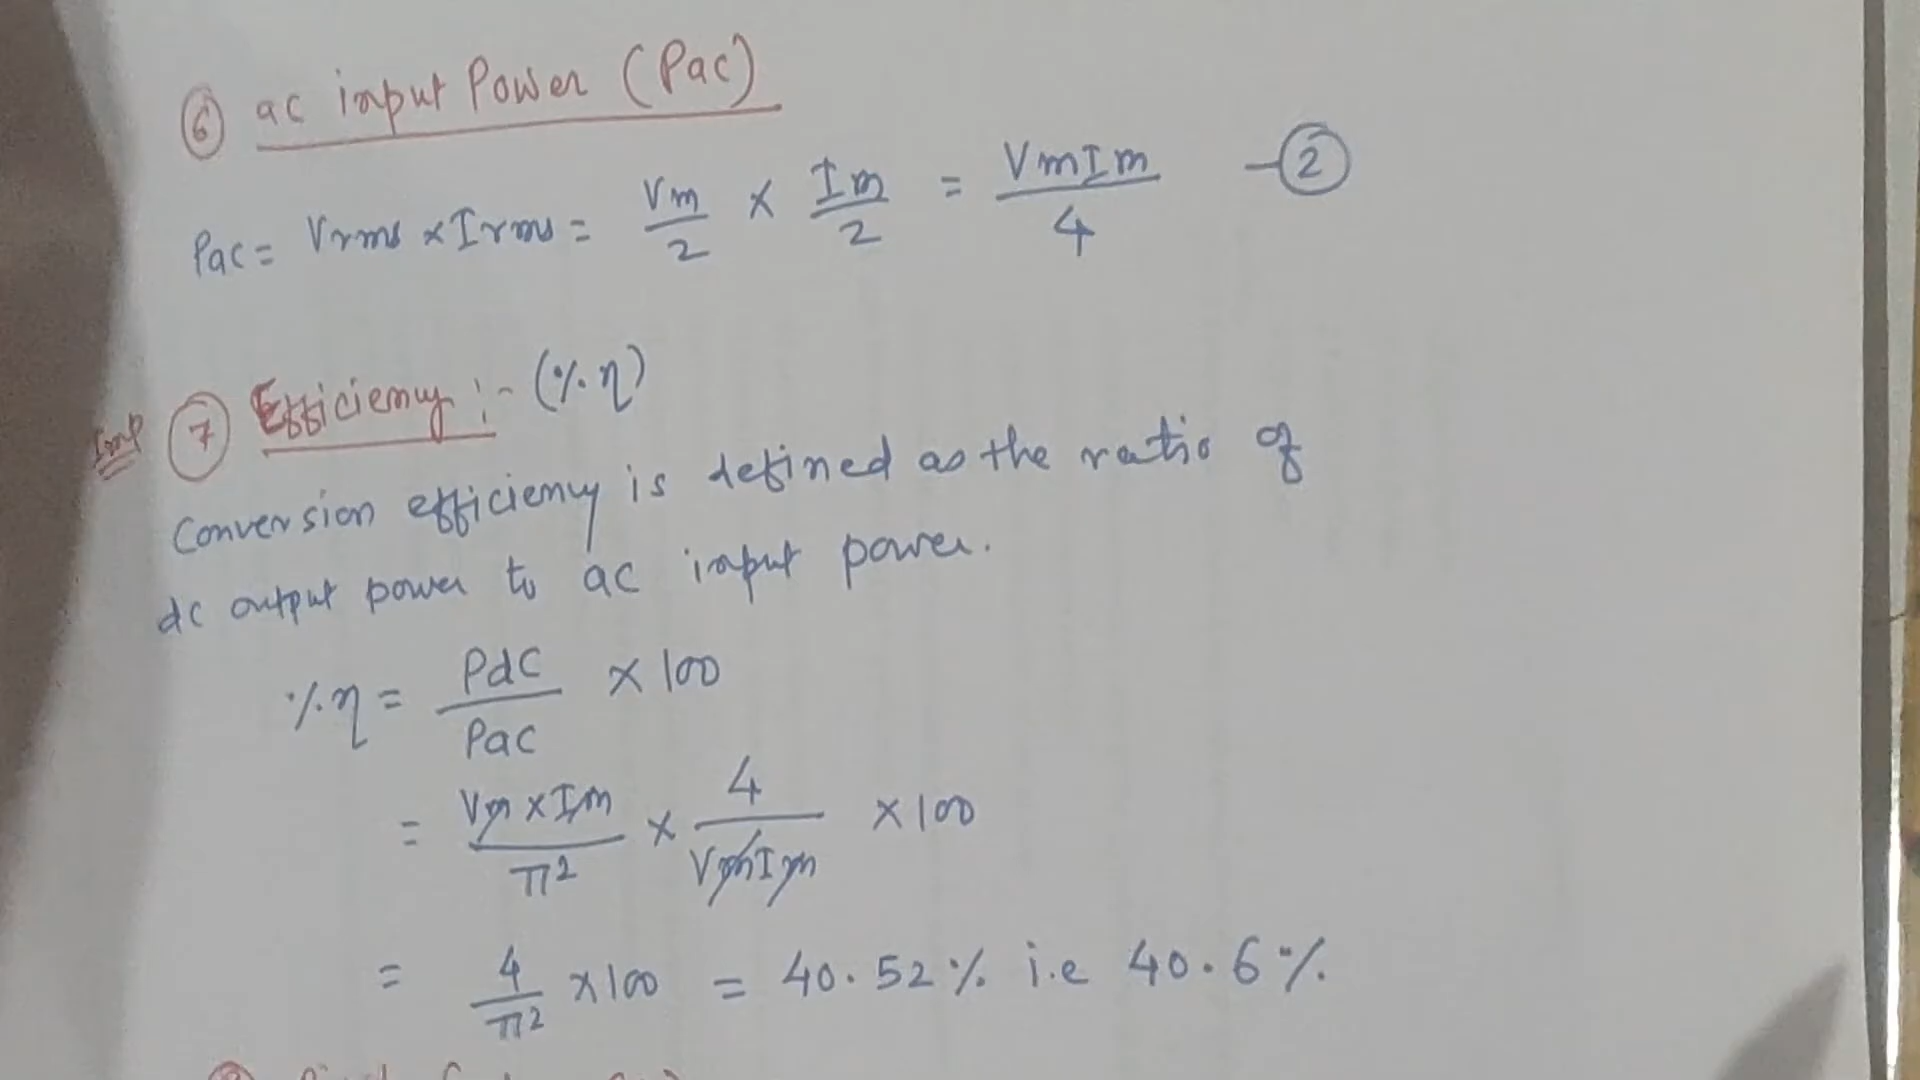 ⑥ ac input Power (Pac)
Pac = Vrms × Irms = Vm/2 × Im/2 = VmIm/4 —②
Imp ⑦ Efficiency :- (%η)
Conversion efficiency is defined as the ratio of
dc output power to ac input power.
%η = Pdc/Pac × 100
= Vm × Im/π² × 4/VmIm × 100
= 4/π² × 100 = 40.52% i.e 40.6%